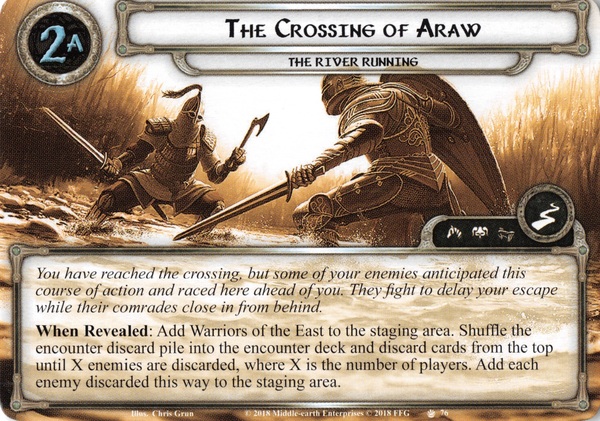 2A
THE CROSSING OF ARAW
THE RIVER RUNNING
You have reached the crossing, but some of your enemies anticipated this
course of action and raced here ahead of you. They fight to delay your escape
while their comrades close in from behind.
When Revealed: Add Warriors of the East to the staging area. Shuffle the
encounter discard pile into the encounter deck and discard cards from the top
until X enemies are discarded, where X is the number of players. Add each
enemy discarded this way to the staging area.
Illus. Chris Grun © 2018 Middle-earth Enterprises © 2018 FFG 76